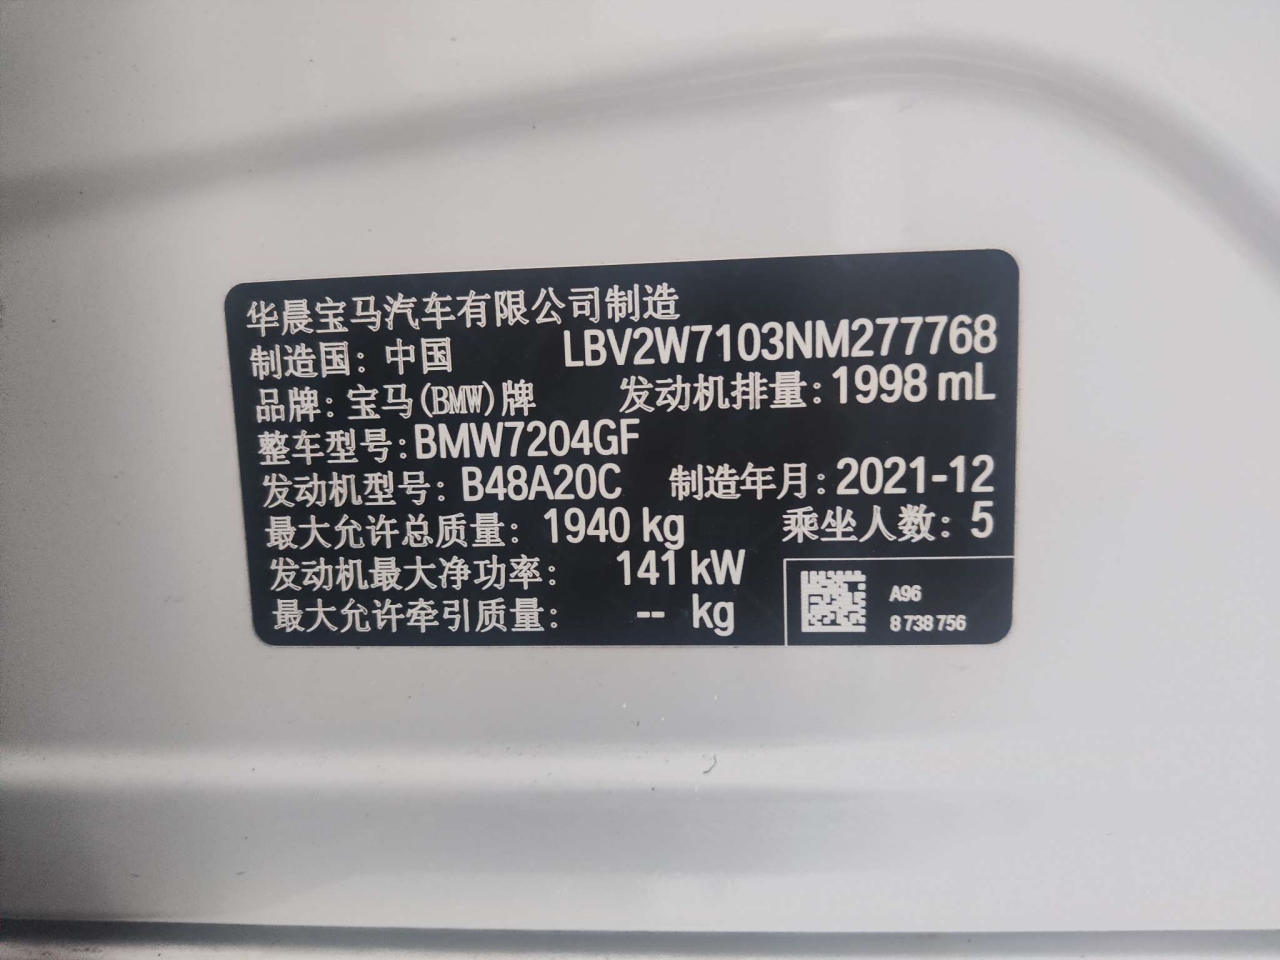 华晨宝马汽车有限公司制造
制造国：中国 LBV2W7103NM277768
品牌：宝马(BMW)牌 发动机排量：1998 mL
整车型号：BMW7204GF
发动机型号：B48A20C 制造年月：2021-12
最大允许总质量：1940 kg 乘坐人数：5
发动机最大净功率：141 kW
最大允许牵引质量：-- kg
A96
8 738 756